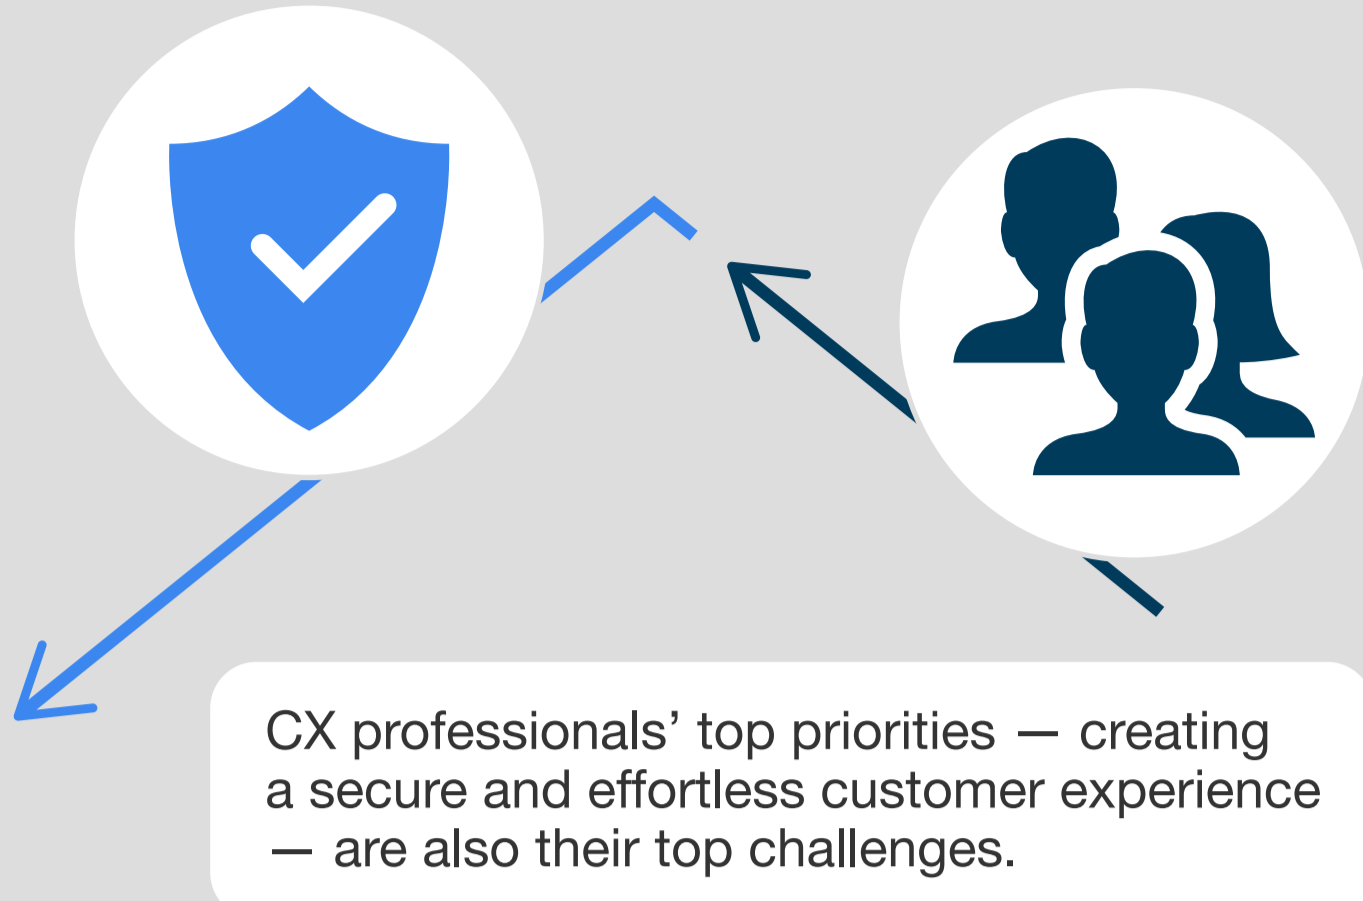 CX professionals’ top priorities — creating
a secure and effortless customer experience
— are also their top challenges.